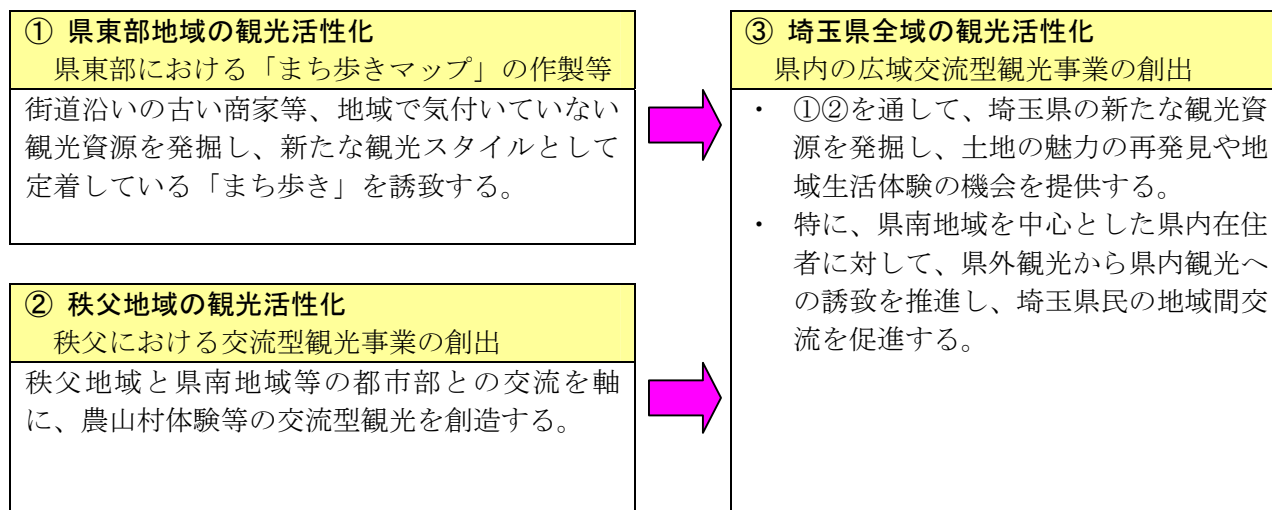 ① 県東部地域の観光活性化
県東部における「まち歩きマップ」の作製等
街道沿いの古い商家等、地域で気付いていない
観光資源を発掘し、新たな観光スタイルとして
定着している「まち歩き」を誘致する。
② 秩父地域の観光活性化
秩父における交流型観光事業の創出
秩父地域と県南地域等の都市部との交流を軸
に、農山村体験等の交流型観光を創造する。
③ 埼玉県全域の観光活性化
県内の広域交流型観光事業の創出
・ ①②を通して、埼玉県の新たな観光資
源を発掘し、土地の魅力の再発見や地
域生活体験の機会を提供する。
・ 特に、県南地域を中心とした県内在住
者に対して、県外観光から県内観光へ
の誘致を推進し、埼玉県民の地域間交
流を促進する。